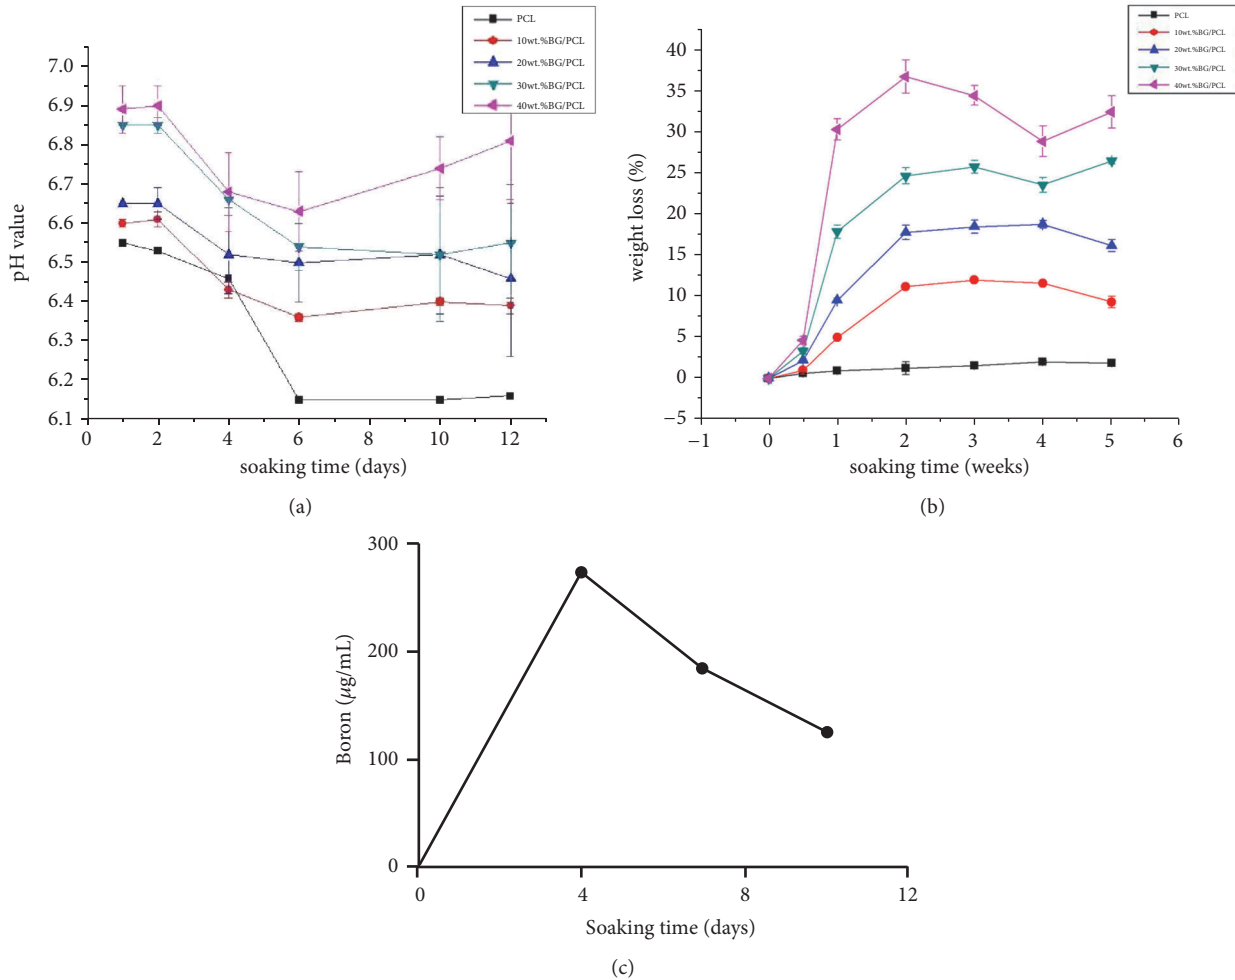 PCL
10wt.%BG/PCL
20wt.%BG/PCL
30wt.%BG/PCL
40wt.%BG/PCL
7.0
6.9
6.8
6.7
6.6
6.5
6.4
6.3
6.2
6.1
pH value
0 2 4 6 8 10 12
soaking time (days)
(a)
PCL
10wt.%BG/PCL
20wt.%BG/PCL
30wt.%BG/PCL
40wt.%BG/PCL
40
35
30
25
20
15
10
5
0
−5
weight loss (%)
−1 0 1 2 3 4 5 6
soaking time (weeks)
(b)
300
200
100
0
Boron (μg/mL)
0 4 8 12
Soaking time (days)
(c)